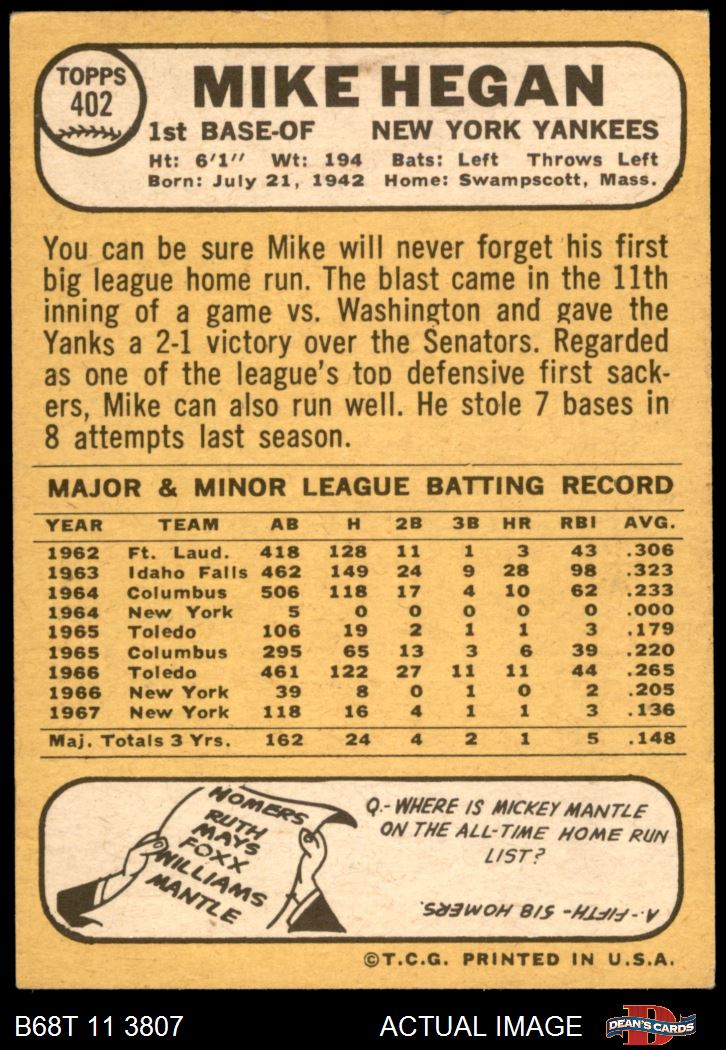 TOPPS
402
MIKE HEGAN
1st BASE-OF NEW YORK YANKEES
Ht: 6'1" Wt: 194 Bats: Left Throws Left
Born: July 21, 1942 Home: Swampscott, Mass.
You can be sure Mike will never forget his first
big league home run. The blast came in the 11th
inning of a game vs. Washington and gave the
Yanks a 2-1 victory over the Senators. Regarded
as one of the league's top defensive first sack-
ers, Mike can also run well. He stole 7 bases in
8 attempts last season.
MAJOR & MINOR LEAGUE BATTING RECORD
YEAR TEAM AB H 2B 3B HR RBI AVG.
1962 Ft. Laud. 418 128 11 1 3 43 .306
1963 Idaho Falls 462 149 24 9 28 98 .323
1964 Columbus 506 118 17 4 10 62 .233
1964 New York 5 0 0 0 0 0 .000
1965 Toledo 106 19 2 1 1 3 .179
1965 Columbus 295 65 13 3 6 39 .220
1966 Toledo 461 122 27 11 11 44 .265
1966 New York 39 8 0 1 0 2 .205
1967 New York 118 16 4 1 1 3 .136
Maj. Totals 3 Yrs. 162 24 4 2 1 5 .148
HOMERS
RUTH
MAYS
FOXX
WILLIAMS
MANTLE
Q.-WHERE IS MICKEY MANTLE
ON THE ALL-TIME HOME RUN
LIST?
A.-FIFTH-518 HOMERS.
©T.C.G. PRINTED IN U.S.A.
B68T 11 3807 ACTUAL IMAGE
D
DEAN'S CARDS